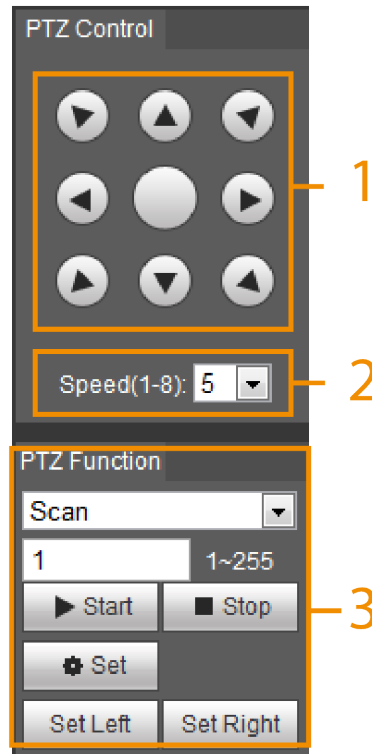 PTZ Control
1
Speed(1-8): 5
2
PTZ Function
Scan
1 1~255
Start Stop
3
Set
Set Left Set Right